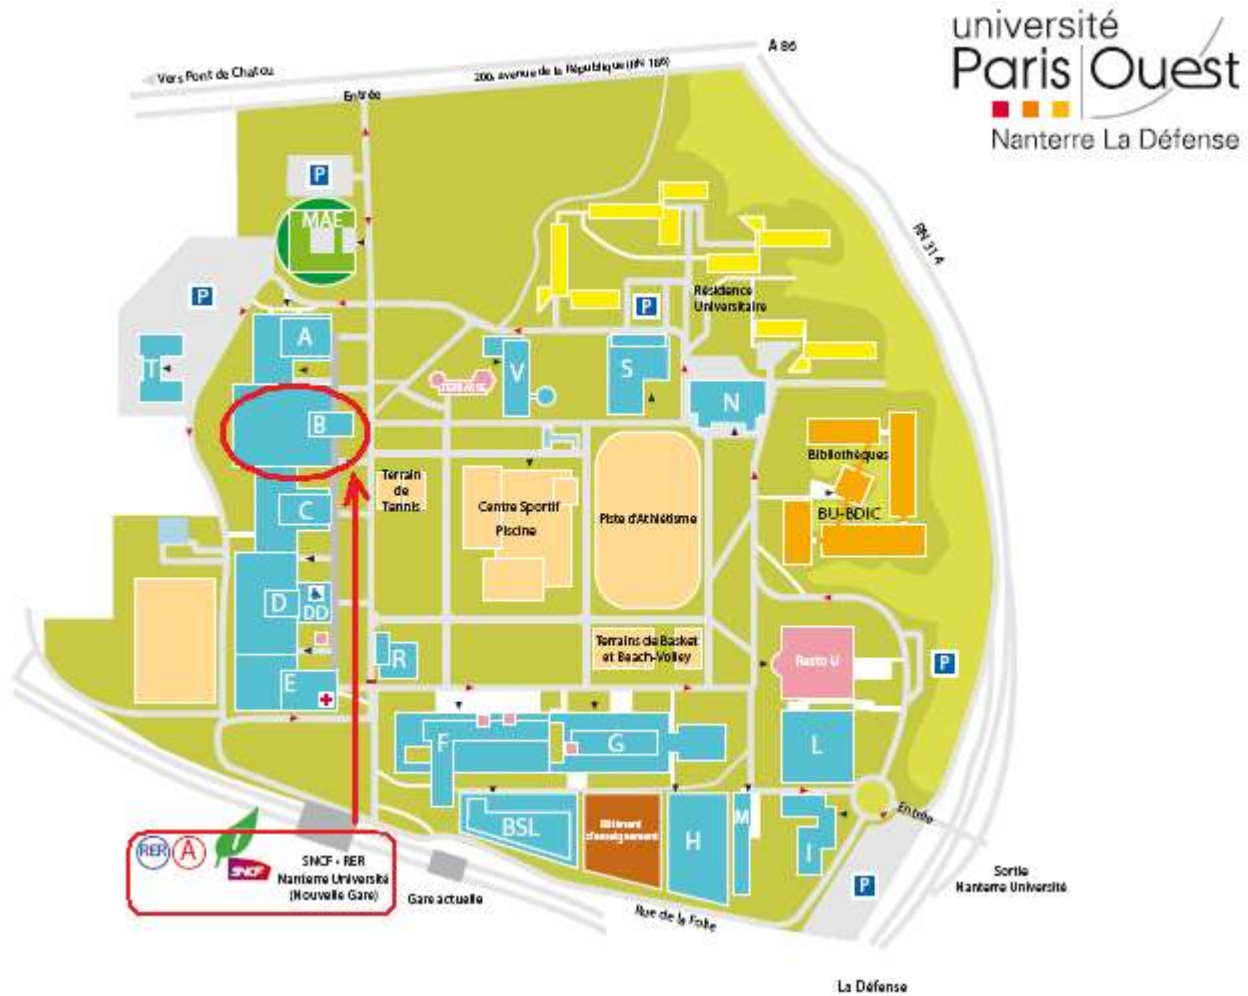 université
Paris Ouest
Nanterre La Défense
A 86
Vers Pont de Chatou
200, avenue de la République (RN 186)
Entrée
P
MAE
RN 314
P
Résidence
Universitaire
P
A
T
V
S
TERRASSE
N
B
Bibliothèques
Terrain
de
Tennis
Centre Sportif
Piscine
Piste d'Athlétisme
BU-BDIC
C
D
DD
Terrains de Basket
et Beach-Volley
R
Resto U
P
E
F
G
L
BSL
Bâtiment
d'enseignement
H
M
I
Entrée
RER
A
SNCF
SNCF - RER
Nanterre Université
(Nouvelle Gare)
Gare actuelle
P
Sortie
Nanterre Université
Rue de la Folie
La Défense